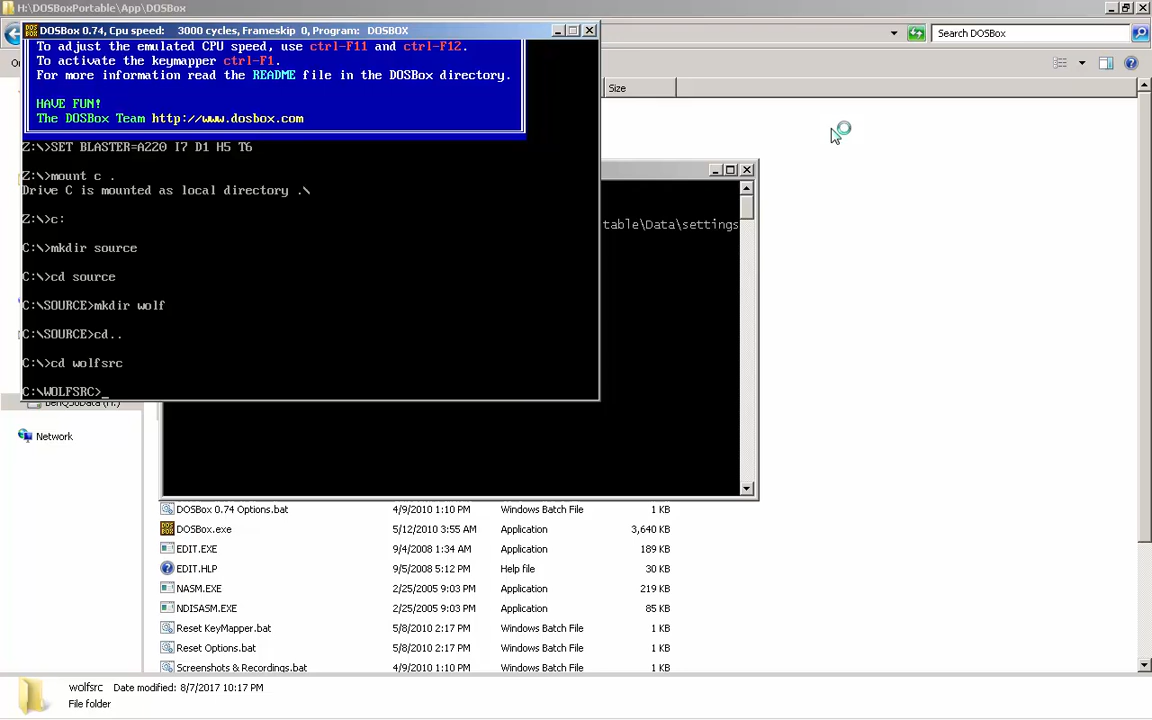 H:\DOSBoxPortable\App\DOSBox
DOSBox 0.74, Cpu speed: 3000 cycles, Frameskip 0, Program: DOSBOX
Search DOSBox
To adjust the emulated CPU speed, use ctrl-F11 and ctrl-F12.
To activate the keymapper ctrl-F1.
For more information read the README file in the DOSBox directory.
HAVE FUN!
The DOSBox Team http://www.dosbox.com
Size
Z:\>SET BLASTER=A220 I7 D1 H5 T6
Z:\>mount c .
Drive C is mounted as local directory .\
Z:\>c:
table\Data\settings
C:\>mkdir source
C:\>cd source
C:\SOURCE>mkdir wolf
C:\SOURCE>cd..
C:\>cd wolfsrc
C:\WOLFSRC>_
Network
DOSBox 0.74 Options.bat 4/9/2010 1:10 PM Windows Batch File 1 KB
DOSBox.exe 5/12/2010 3:55 AM Application 3,640 KB
EDIT.EXE 9/4/2008 1:34 AM Application 189 KB
EDIT.HLP 9/5/2008 5:12 PM Help file 30 KB
NASM.EXE 2/25/2005 9:03 PM Application 219 KB
NDISASM.EXE 2/25/2005 9:03 PM Application 85 KB
Reset KeyMapper.bat 5/8/2010 2:17 PM Windows Batch File 1 KB
Reset Options.bat 5/8/2010 2:17 PM Windows Batch File 1 KB
Screenshots & Recordings.bat 4/9/2010 1:10 PM Windows Batch File 1 KB
wolfsrc Date modified: 8/7/2017 10:17 PM
File folder